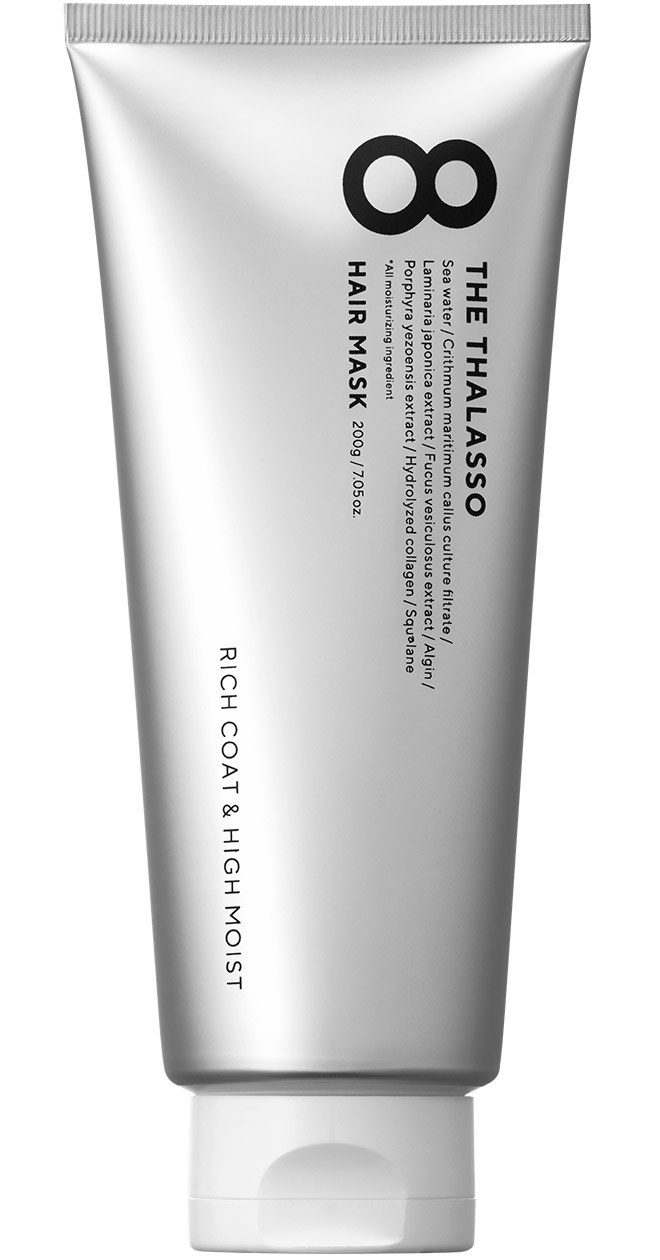 8
THE THALASSO
Sea water / Crithmum maritimum callus culture filtrate /
Laminaria japonica extract / Fucus vesiculosus extract / Algin /
Porphyra yezoensis extract / Hydrolyzed collagen / Squalane
*All moisturizing ingredient
HAIR MASK 200g / 7.05oz.
RICH COAT & HIGH MOIST